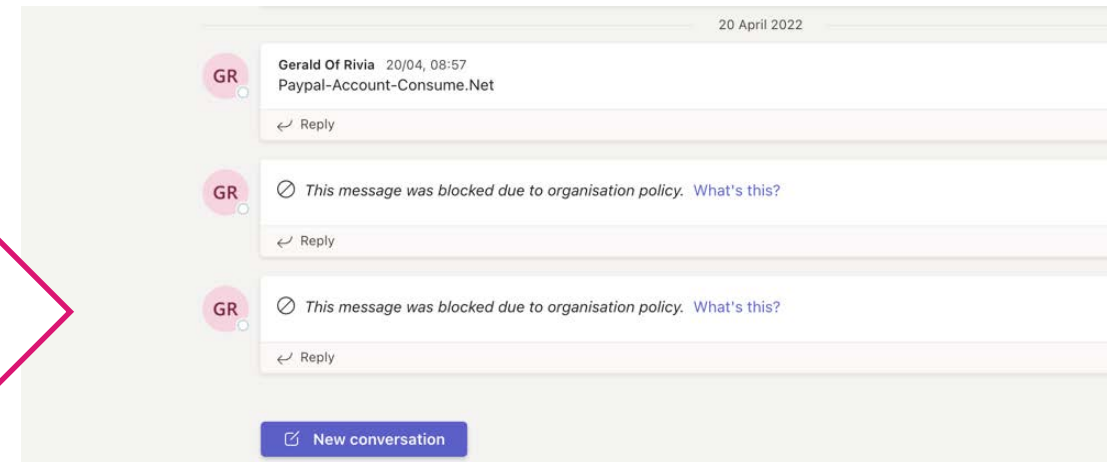 20 April 2022
GR
Gerald Of Rivia 20/04, 08:57
Paypal-Account-Consume.Net
Reply
GR
This message was blocked due to organisation policy. What's this?
Reply
GR
This message was blocked due to organisation policy. What's this?
Reply
New conversation